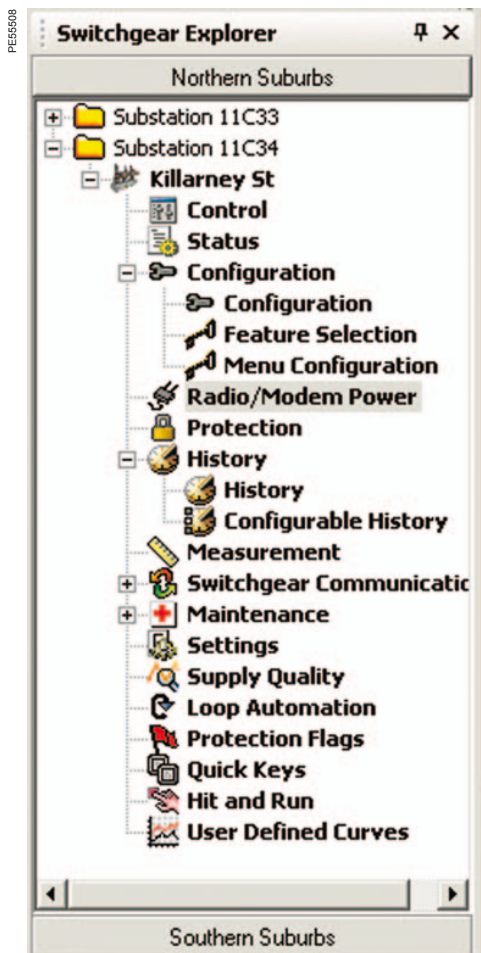 PE55508
Switchgear Explorer
Northern Suburbs
Substation 11C33
Substation 11C34
Killarney St
Control
Status
Configuration
Configuration
Feature Selection
Menu Configuration
Radio/Modem Power
Protection
History
History
Configurable History
Measurement
Switchgear Communicatic
Maintenance
Settings
Supply Quality
Loop Automation
Protection Flags
Quick Keys
Hit and Run
User Defined Curves
Southern Suburbs